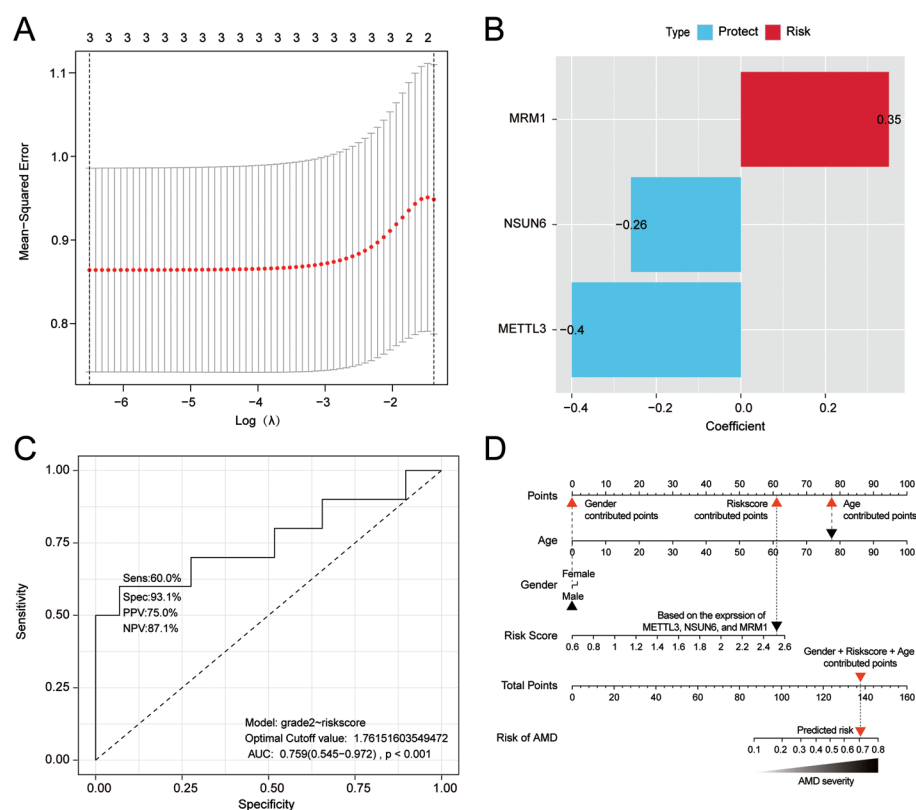 A
3 3 3 3 3 3 3 3 3 3 3 3 3 3 2 2
1.1
1.0
0.9
0.8
Mean−Squared Error
−6 −5 −4 −3 −2
Log (λ)
B
Type Protect Risk
MRM1
NSUN6
METTL3
0.35
−0.26
−0.4
−0.4 −0.2 0.0 0.2
Coefficient
C
1.00
0.75
0.50
0.25
0.00
Sensitivity
Sens:60.0%
Spec:93.1%
PPV:75.0%
NPV:87.1%
Model: grade2~riskscore
Optimal Cutoff value: 1.76151603549472
AUC: 0.759(0.545−0.972) , p < 0.001
0.00 0.25 0.50 0.75 1.00
Specificity
D
0 10 20 30 40 50 60 70 80 90 100
Points
Gender
contributed points
Riskscore
contributed points
Age
contributed points
Age
0 10 20 30 40 50 60 70 80 90 100
Female
Gender
Male
Based on the exprssion of
METTL3, NSUN6, and MRM1
Risk Score
0.6 0.8 1 1.2 1.4 1.6 1.8 2 2.2 2.4 2.6
Gender + Riskscore + Age
contributed points
Total Points
0 20 40 60 80 100 120 140 160
Predicted risk
Risk of AMD
0.1 0.2 0.3 0.4 0.5 0.6 0.7 0.8
AMD severity